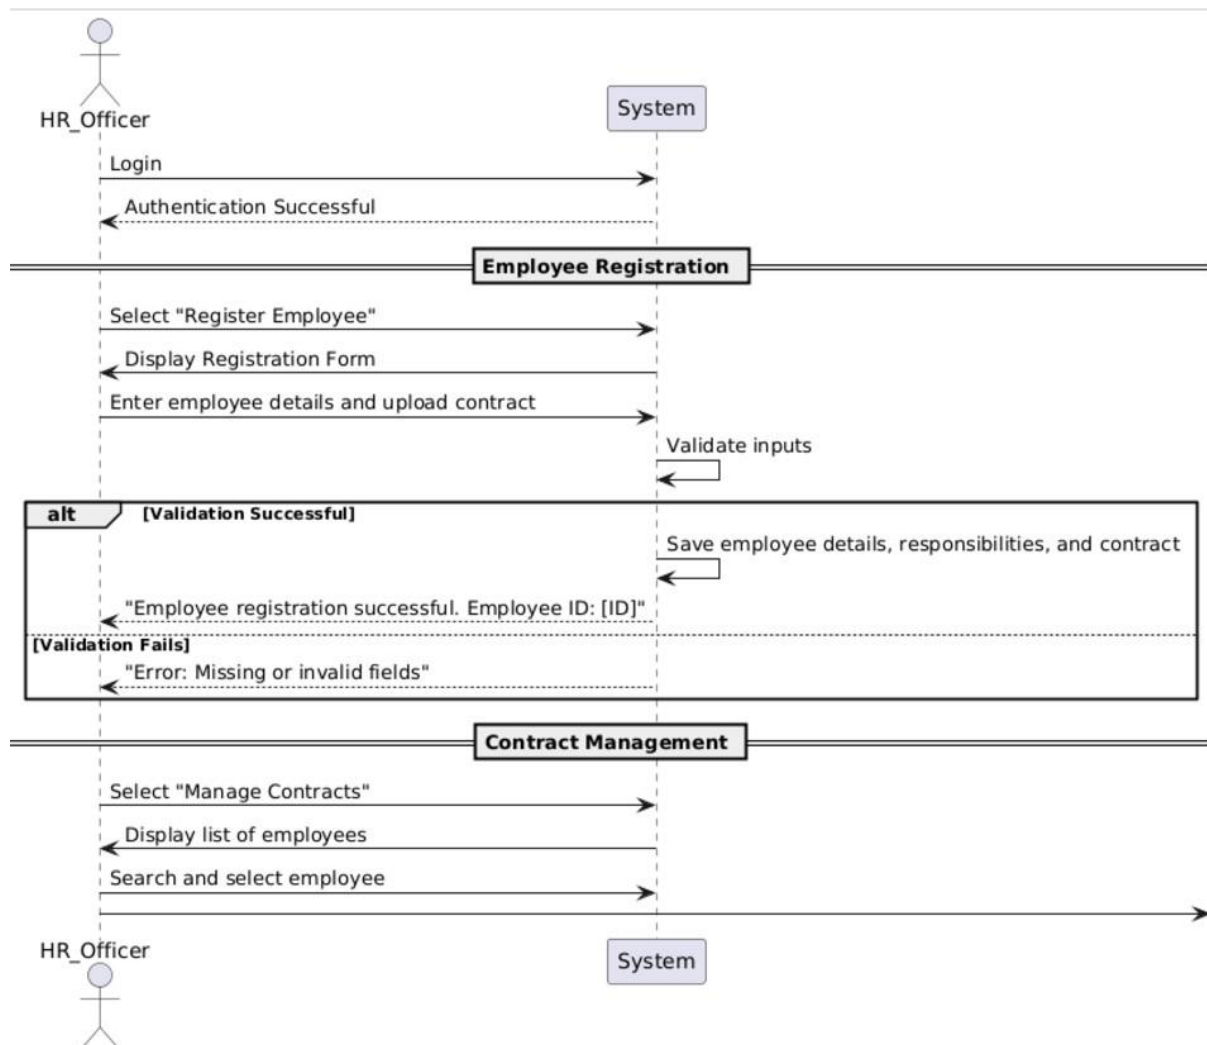 HR_Officer
System
Login
Authentication Successful
Employee Registration
Select "Register Employee"
Display Registration Form
Enter employee details and upload contract
Validate inputs
alt [Validation Successful]
Save employee details, responsibilities, and contract
"Employee registration successful. Employee ID: [ID]"
[Validation Fails]
"Error: Missing or invalid fields"
Contract Management
Select "Manage Contracts"
Display list of employees
Search and select employee
HR_Officer
System